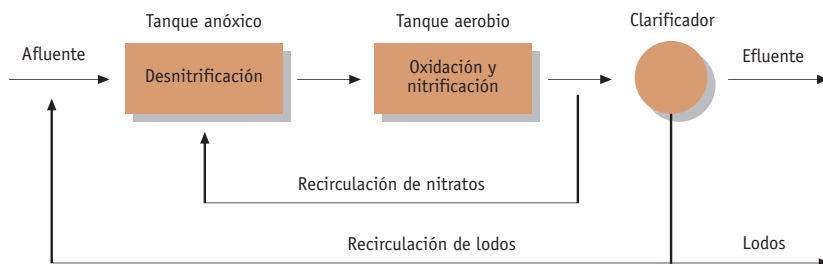 Tanque anóxico
Tanque aerobio
Clarificador
Afluente
Desnitrificación
Oxidación y
nitrificación
Efluente
Recirculación de nitratos
Recirculación de lodos
Lodos